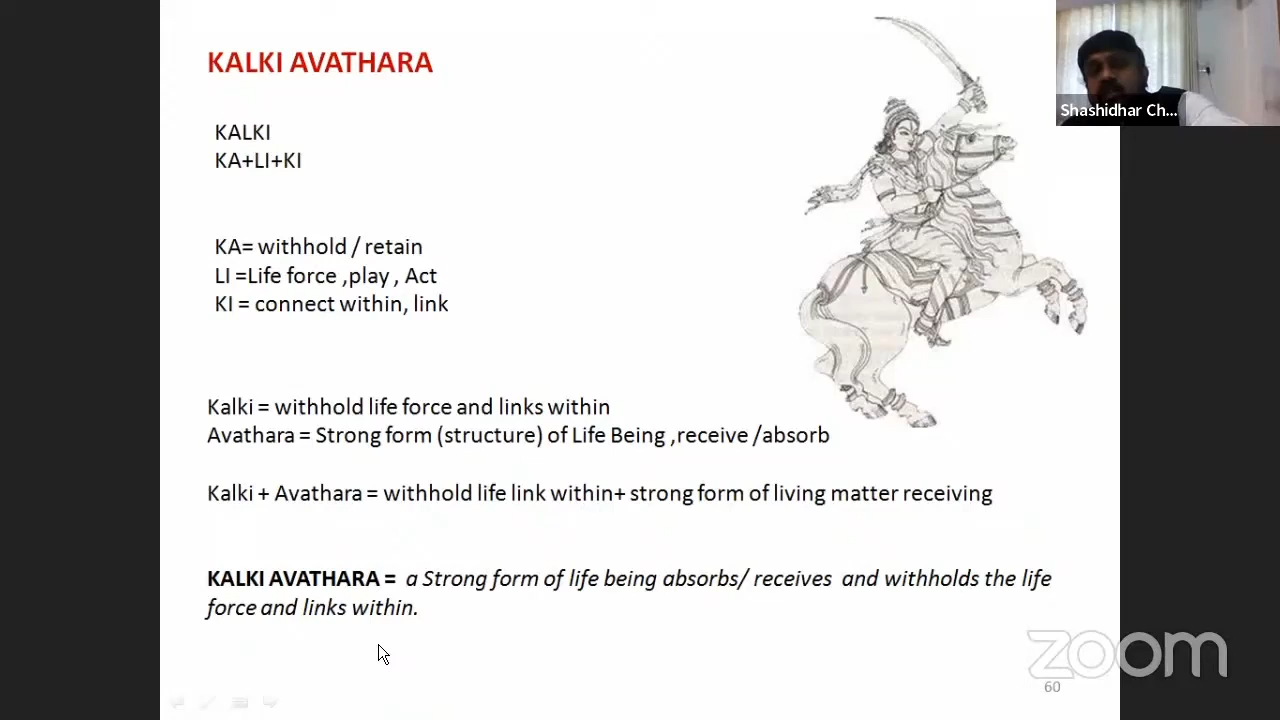 KALKI AVATHARA
Shashidhar Ch...
KALKI
KA+LI+KI
KA= withhold / retain
LI =Life force ,play , Act
KI = connect within, link
Kalki = withhold life force and links within
Avathara = Strong form (structure) of Life Being ,receive /absorb
Kalki + Avathara = withhold life link within+ strong form of living matter receiving
KALKI AVATHARA = a Strong form of life being absorbs/ receives and withholds the life
force and links within.
zoom
60